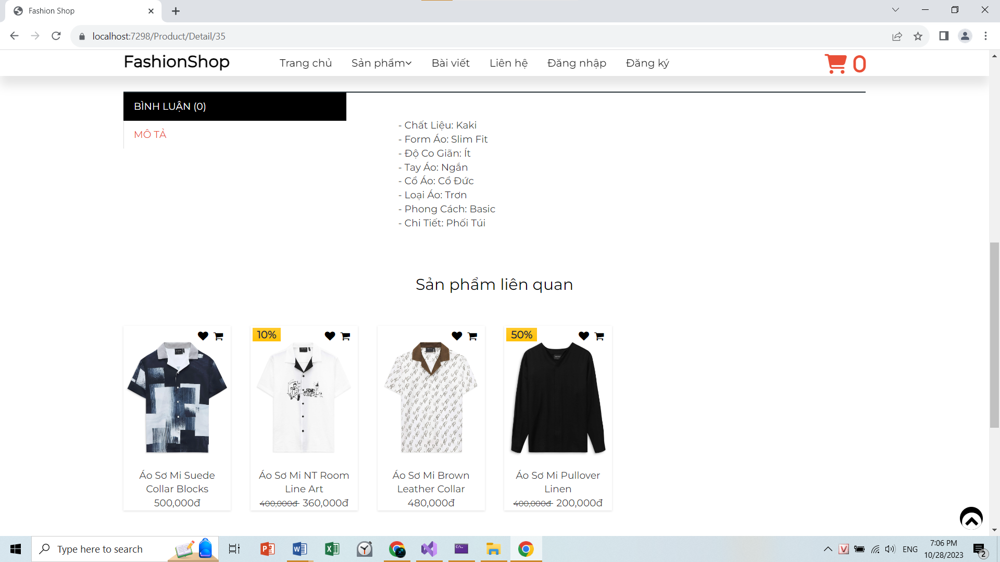 Fashion Shop
localhost:7298/Product/Detail/35
FashionShop
Trang chủ
Sản phẩm
Bài viết
Liên hệ
Đăng nhập
Đăng ký
0
BÌNH LUẬN (0)
MÔ TẢ
- Chất Liệu: Kaki
- Form Áo: Slim Fit
- Độ Co Giãn: Ít
- Tay Áo: Ngắn
- Cổ Áo: Cổ Đức
- Loại Áo: Trơn
- Phong Cách: Basic
- Chi Tiết: Phối Túi
Sản phẩm liên quan
10%
50%
Áo Sơ Mi Suede
Collar Blocks
500,000đ
Áo Sơ Mi NT Room
Line Art
400,000đ 360,000đ
Áo Sơ Mi Brown
Leather Collar
480,000đ
Áo Sơ Mi Pullover
Linen
400,000đ 200,000đ
Type here to search
ENG
7:06 PM
10/28/2023
2